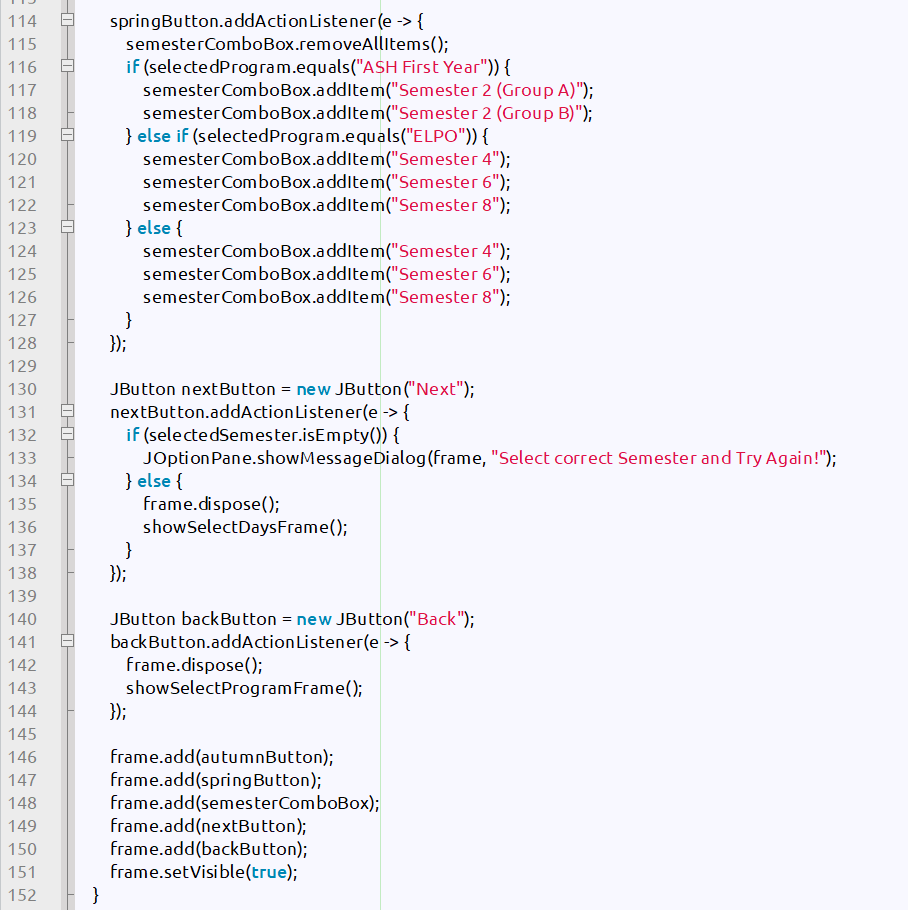 114 springButton.addActionListener(e -> {
115 semesterComboBox.removeAllItems();
116 if (selectedProgram.equals("ASH First Year")) {
117 semesterComboBox.addItem("Semester 2 (Group A)");
118 semesterComboBox.addItem("Semester 2 (Group B)");
119 } else if (selectedProgram.equals("ELPO")) {
120 semesterComboBox.addItem("Semester 4");
121 semesterComboBox.addItem("Semester 6");
122 semesterComboBox.addItem("Semester 8");
123 } else {
124 semesterComboBox.addItem("Semester 4");
125 semesterComboBox.addItem("Semester 6");
126 semesterComboBox.addItem("Semester 8");
127 }
128 });
129
130 JButton nextButton = new JButton("Next");
131 nextButton.addActionListener(e -> {
132 if (selectedSemester.isEmpty()) {
133 JOptionPane.showMessageDialog(frame, "Select correct Semester and Try Again!");
134 } else {
135 frame.dispose();
136 showSelectDaysFrame();
137 }
138 });
139
140 JButton backButton = new JButton("Back");
141 backButton.addActionListener(e -> {
142 frame.dispose();
143 showSelectProgramFrame();
144 });
145
146 frame.add(autumnButton);
147 frame.add(springButton);
148 frame.add(semesterComboBox);
149 frame.add(nextButton);
150 frame.add(backButton);
151 frame.setVisible(true);
152 }